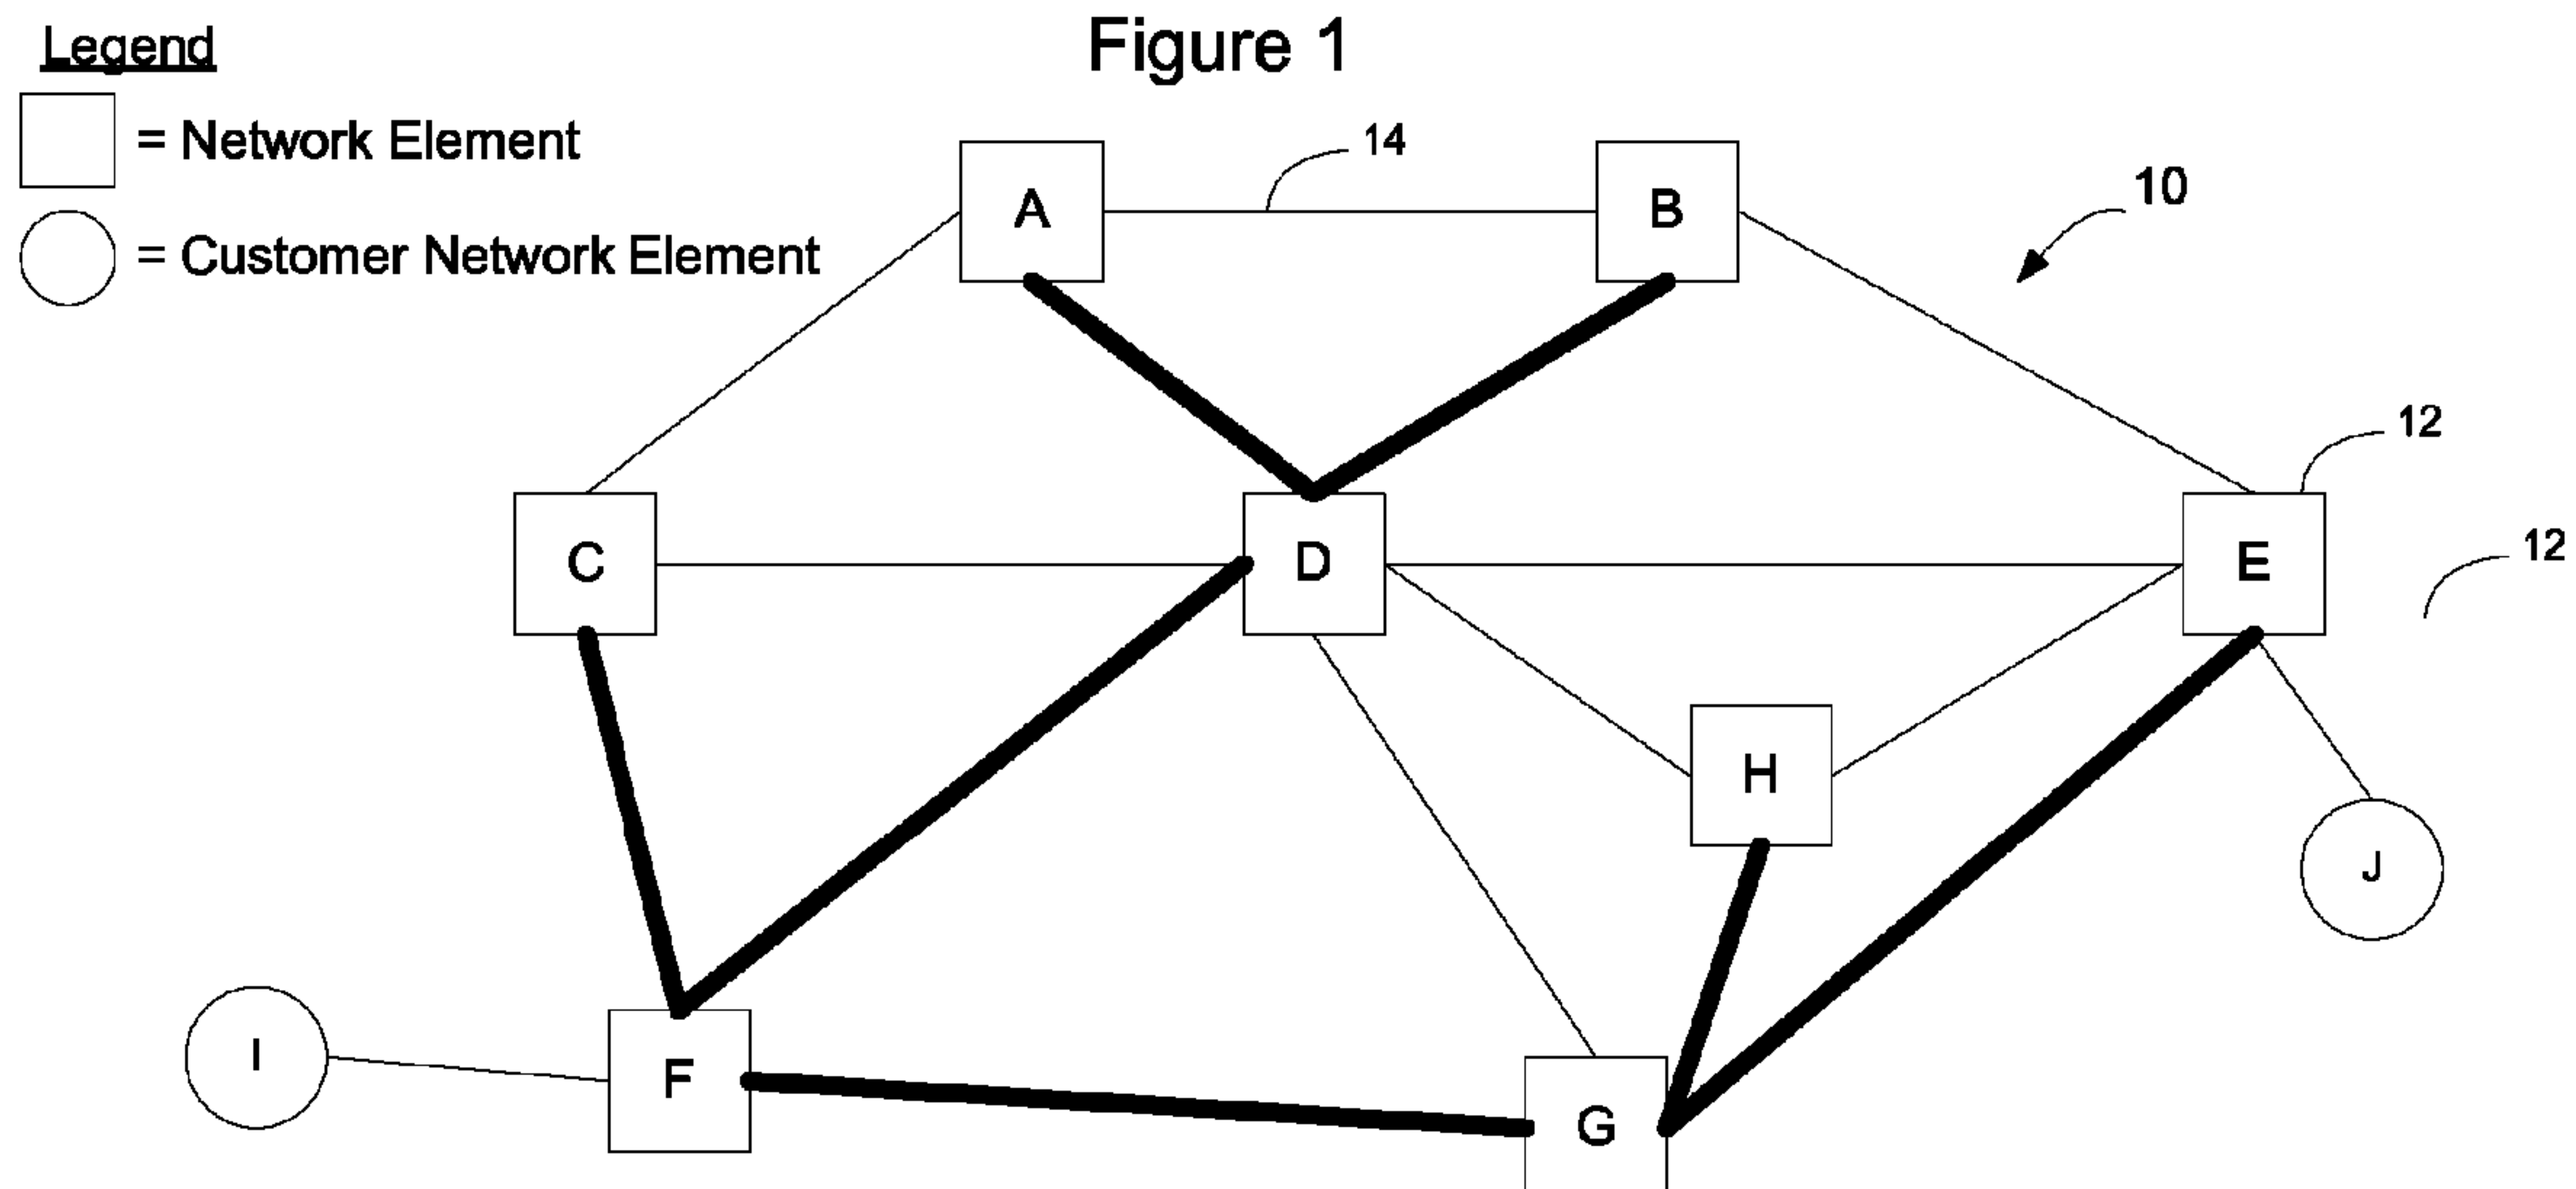 Figure 1
Legend
= Network Element
= Customer Network Element
14
10
A
B
12
12
C
D
E
H
J
I
F
G